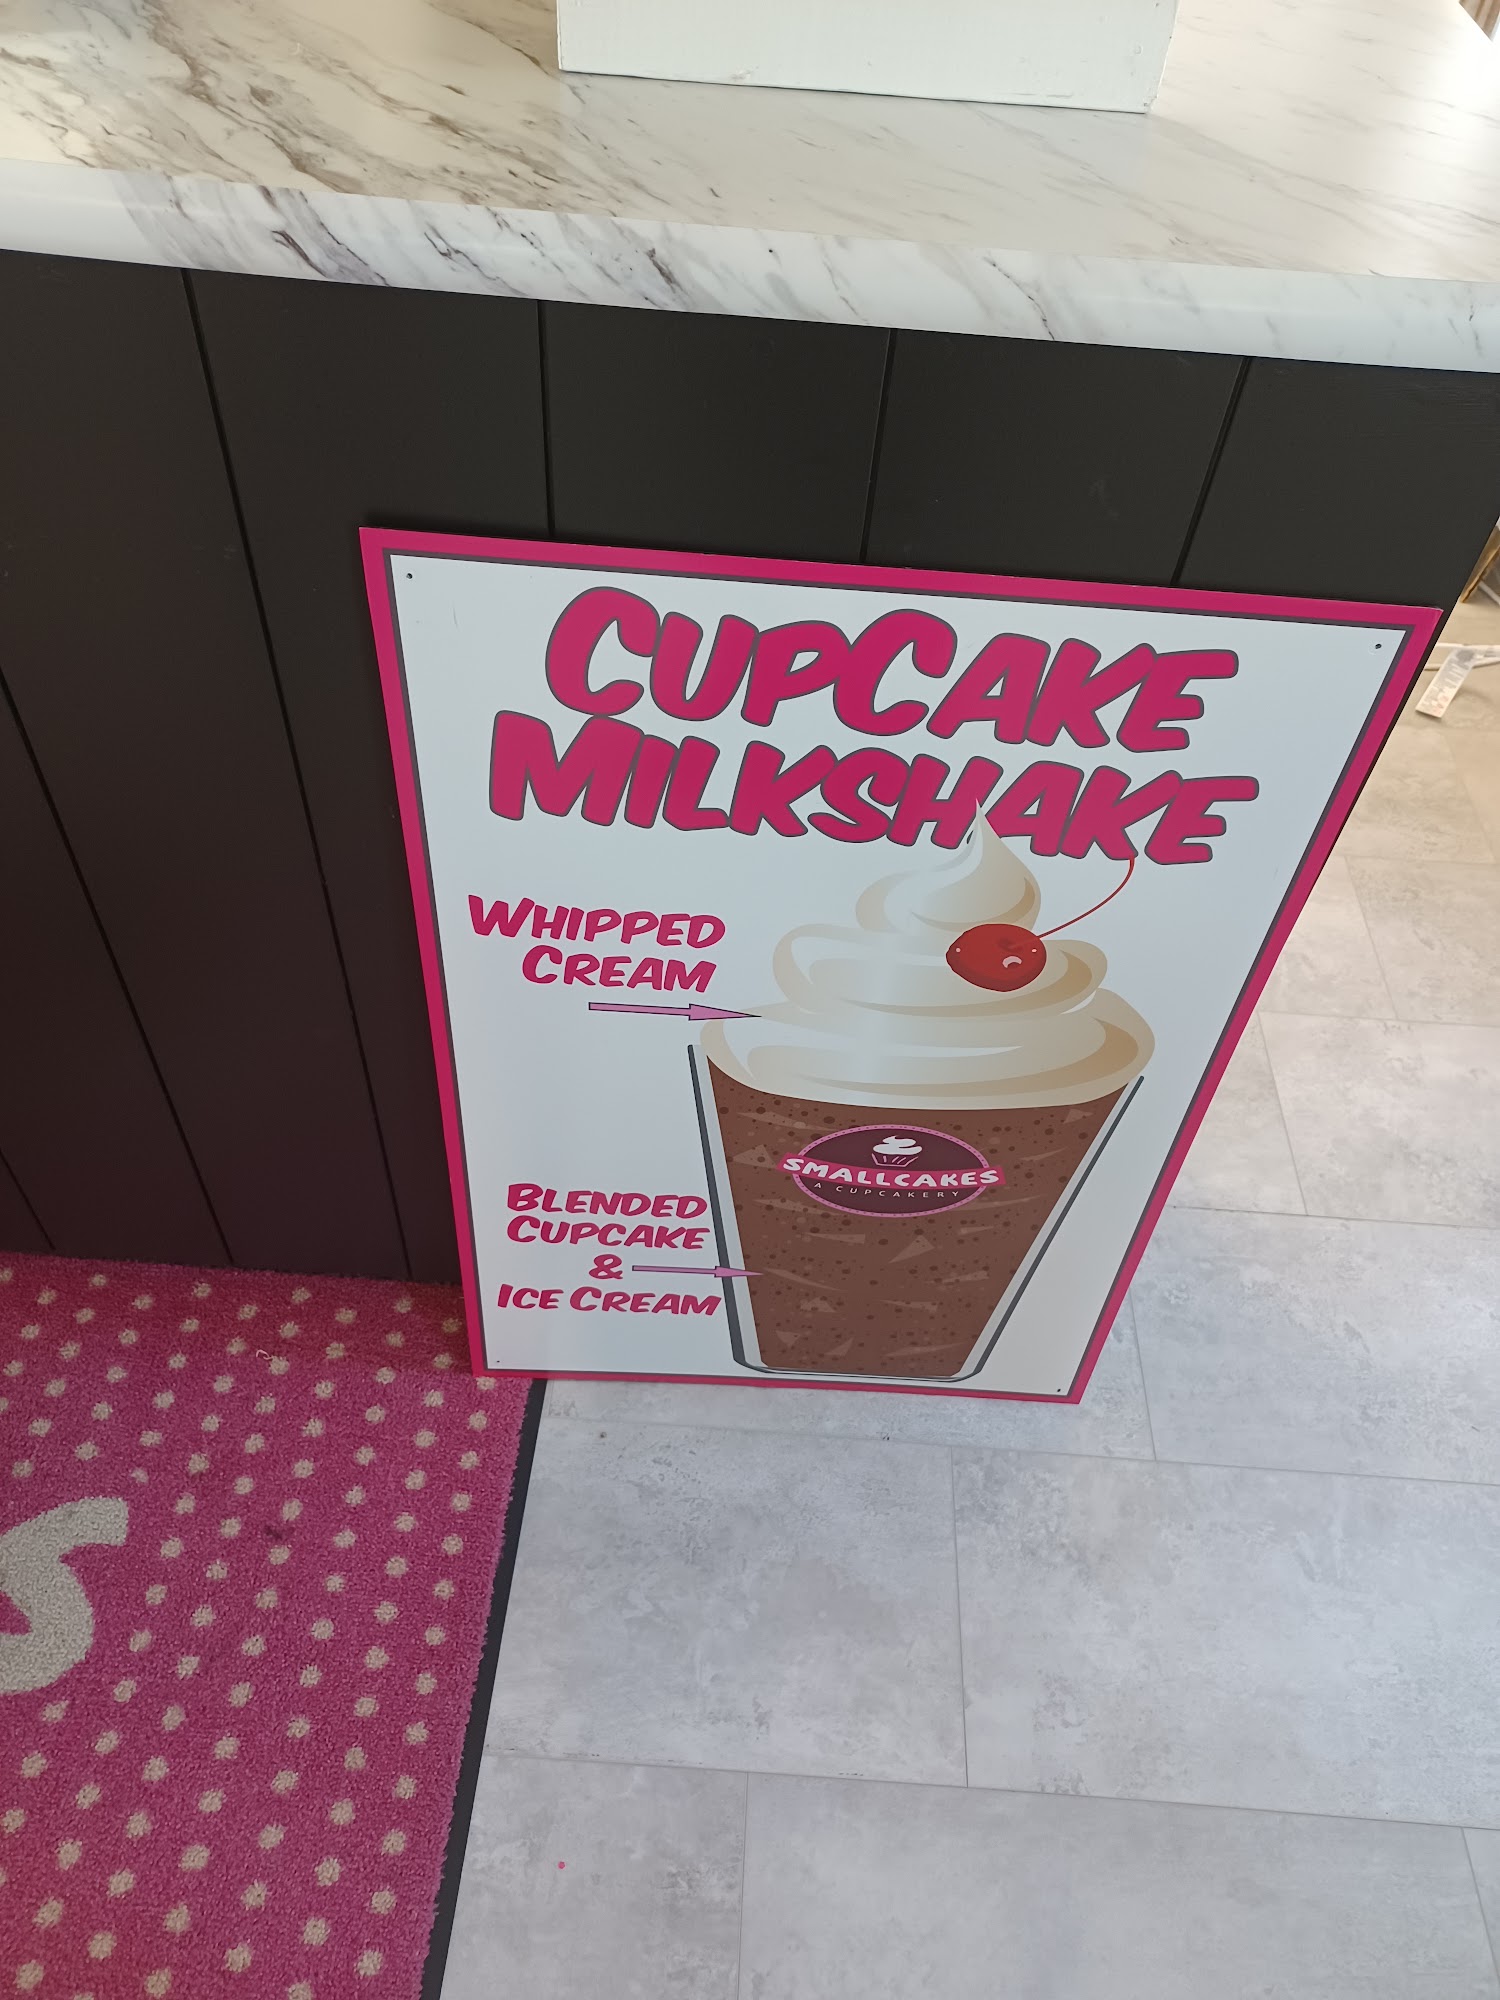 CUPCAKE
MILKSHAKE
WHIPPED
CREAM
SMALLCAKES
A CUPCAKERY
BLENDED
CUPCAKE
&
ICE CREAM
S